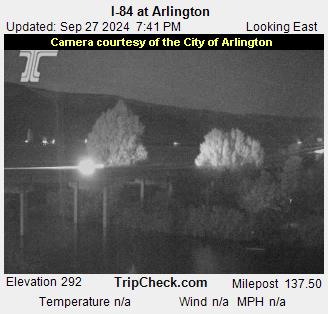 I-84 at Arlington
Updated: Sep 27 2024 7:41 PM Looking East
Camera courtesy of the City of Arlington
Elevation 292 TripCheck.com Milepost 137.50
Temperature n/a Wind n/a MPH n/a